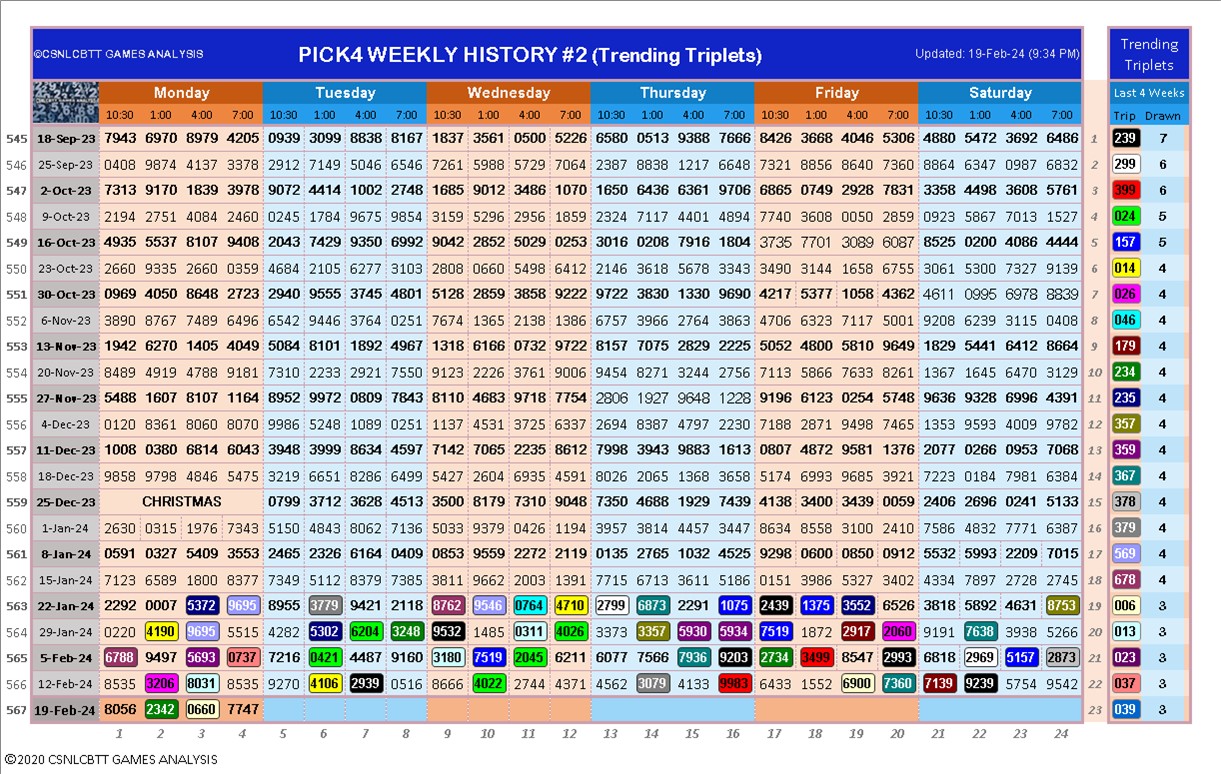 ©CSNLCBTT GAMES ANALYSIS PICK4 WEEKLY HISTORY #2 (Trending Triplets) Updated: 19-Feb-24 (9:34 PM) Trending
Triplets
Monday Tuesday Wednesday Thursday Friday Saturday Last 4 Weeks
10:30 1:00 4:00 7:00 10:30 1:00 4:00 7:00 10:30 1:00 4:00 7:00 10:30 1:00 4:00 7:00 10:30 1:00 4:00 7:00 10:30 1:00 4:00 7:00 Trip Drawn
545 18-Sep-23 7943 6970 8979 4205 0939 3099 8838 8167 1837 3561 0500 5226 6580 0513 9388 7666 8426 3668 4046 5306 4880 5472 3692 6486 1 239 7
546 25-Sep-23 0408 9874 4137 3378 2912 7149 5046 6546 7261 5988 5729 7064 2387 8838 1217 6648 7321 8856 5640 7360 8864 6347 0987 6832 2 299 6
547 2-Oct-23 7313 9170 1839 3978 9072 4414 1002 2748 1685 9012 3486 1070 1650 6436 6361 9706 6865 0749 2928 7831 3358 4498 3608 5761 3 399 6
548 9-Oct-23 2194 2751 4084 2460 0245 1784 9675 9854 3159 5296 2956 1859 2324 7117 4401 4894 7740 3608 0050 2859 0923 5867 7013 1527 4 024 5
549 16-Oct-23 4935 5537 8107 9408 2043 7429 9350 6992 9042 2852 5029 0253 3016 0208 7916 1804 3735 7701 3089 6087 8525 0200 4086 4444 5 157 5
550 23-Oct-23 2660 9335 2660 0359 4684 2105 6277 3103 2808 0660 5498 6412 2146 3618 5678 3343 3490 3144 1658 6755 3061 5300 7327 9139 6 014 4
551 30-Oct-23 0969 4050 8648 2723 2940 9555 3745 4801 6128 2859 3858 9222 9722 3830 1330 9690 4217 5377 1058 4362 4611 0995 6978 8839 7 026 4
552 6-Nov-23 3890 8767 7489 6496 6542 9446 3764 0251 7674 1365 2138 1386 6757 3966 2764 3863 4706 6323 7117 5001 9208 6239 3115 0408 8 046 4
553 13-Nov-23 1942 6270 1405 4049 5084 8101 1892 4967 1318 6166 0732 9722 8157 7075 2829 2225 5052 4800 5810 9649 1829 5441 6412 8664 9 179 4
554 20-Nov-23 8489 4919 4788 9181 7310 2233 2921 7550 9123 2226 3761 9006 9454 8271 3244 2756 7113 5866 7633 8261 1367 1645 6470 3129 10 234 4
555 27-Nov-23 5488 1607 8107 1164 8952 9972 0809 7843 8110 4683 9718 7754 2806 1927 9648 1228 9196 6123 0254 5748 9636 9328 6996 4391 11 235 4
556 4-Dec-23 0120 8361 8060 8070 9986 5248 1089 0251 1137 4531 3725 6337 2694 8387 4797 2230 7188 2871 9498 7465 1353 9593 4009 9782 12 357 4
557 11-Dec-23 1008 0380 6814 6043 3948 3999 8634 4597 7142 7065 2235 8612 7998 3943 9883 1613 0807 4872 9581 1376 2077 0266 0953 7068 13 359 4
558 18-Dec-23 9858 9798 4846 5475 3219 6651 8286 6499 5427 2604 6935 4591 8026 2065 1368 3658 5174 6993 9685 3921 7223 0184 7981 6384 14 367 4
559 25-Dec-23 CHRISTMAS 0799 3712 3628 4513 3500 8179 7310 9048 7350 4688 1929 7439 4138 3400 3439 0059 2406 2696 0241 5133 15 378 4
560 1-Jan-24 2630 0315 1976 7343 5150 4843 8062 7136 5033 9379 0426 1194 3957 3814 4457 3447 8634 8558 3100 2410 7586 4832 7771 6387 16 379 4
561 8-Jan-24 0591 0327 5409 3553 2465 2326 6164 0409 0853 9559 2272 2119 0135 2765 1032 4525 9298 0600 0850 0912 5532 5993 2209 7015 17 569 4
562 15-Jan-24 7123 6589 1800 8377 7349 5112 8379 7385 3811 9662 2003 1391 7715 6713 3611 5186 0151 3986 5327 3402 4334 7897 2728 2745 18 678 4
563 22-Jan-24 2292 0007 5372 9695 8955 3779 9421 2118 8762 9546 0764 4710 2799 6873 2291 1075 2439 1375 3552 6526 3818 5892 4631 8753 19 006 3
564 29-Jan-24 0220 4190 9695 5515 4282 5302 6204 3248 9532 1485 0311 4026 3373 3357 5930 5934 7519 1872 2917 2060 9191 7638 3938 5266 20 013 3
565 5-Feb-24 6788 9497 5693 0737 7216 0421 4487 9160 3180 7519 2045 6211 6077 7566 7936 9203 2734 3499 8547 2993 6818 2969 5157 2873 21 023 3
566 12-Feb-24 8535 3206 8031 8535 9270 4106 2939 0516 8666 4022 2744 4371 4562 3079 4133 9983 6433 1552 6900 7360 7139 9239 5754 9542 22 037 3
567 19-Feb-24 8056 2342 0660 7747 23 039 3
1 2 3 4 5 6 7 8 9 10 11 12 13 14 15 16 17 18 19 20 21 22 23 24
©2020 CSNLCBTT GAMES ANALYSIS